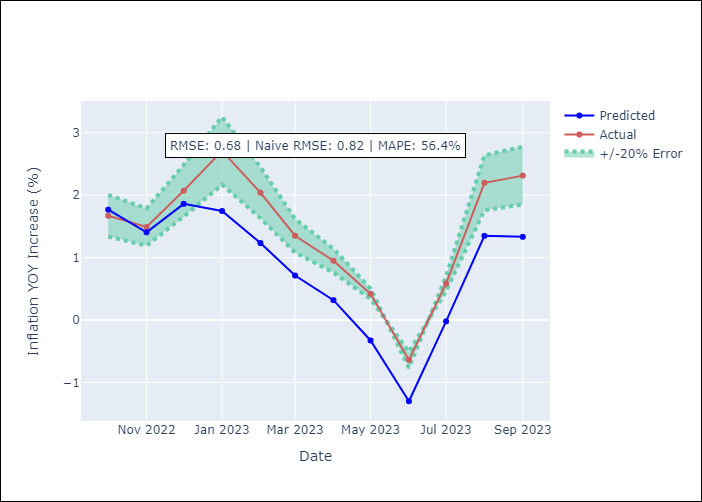 RMSE: 0.68 | Naive RMSE: 0.82 | MAPE: 56.4%
Predicted
Actual
+/-20% Error
Inflation YOY Increase (%)
3
2
1
0
−1
Nov 2022
Jan 2023
Mar 2023
May 2023
Jul 2023
Sep 2023
Date